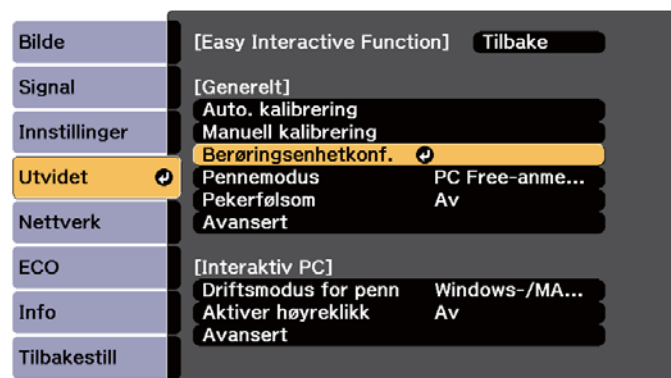 Bilde
Signal
Innstillinger
Utvidet
Nettverk
ECO
Info
Tilbakestill
[Easy Interactive Function] Tilbake
[Generelt]
Auto. kalibrering
Manuell kalibrering
Berøringsenhetkonf.
Pennemodus PC Free-anme...
Pekerfølsom Av
Avansert
[Interaktiv PC]
Driftsmodus for penn Windows-/MA...
Aktiver høyreklikk Av
Avansert